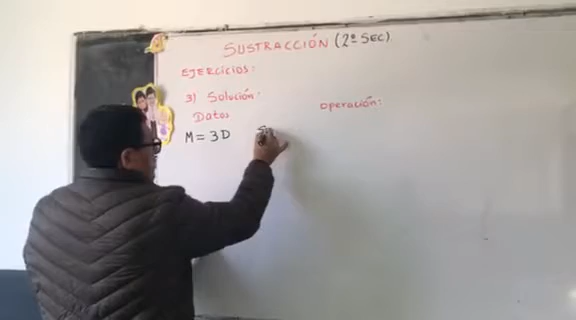 SUSTRACCIÓN (2º SEC)
EJERCICIOS:
3) Solución:
Datos
operación:
M = 3D